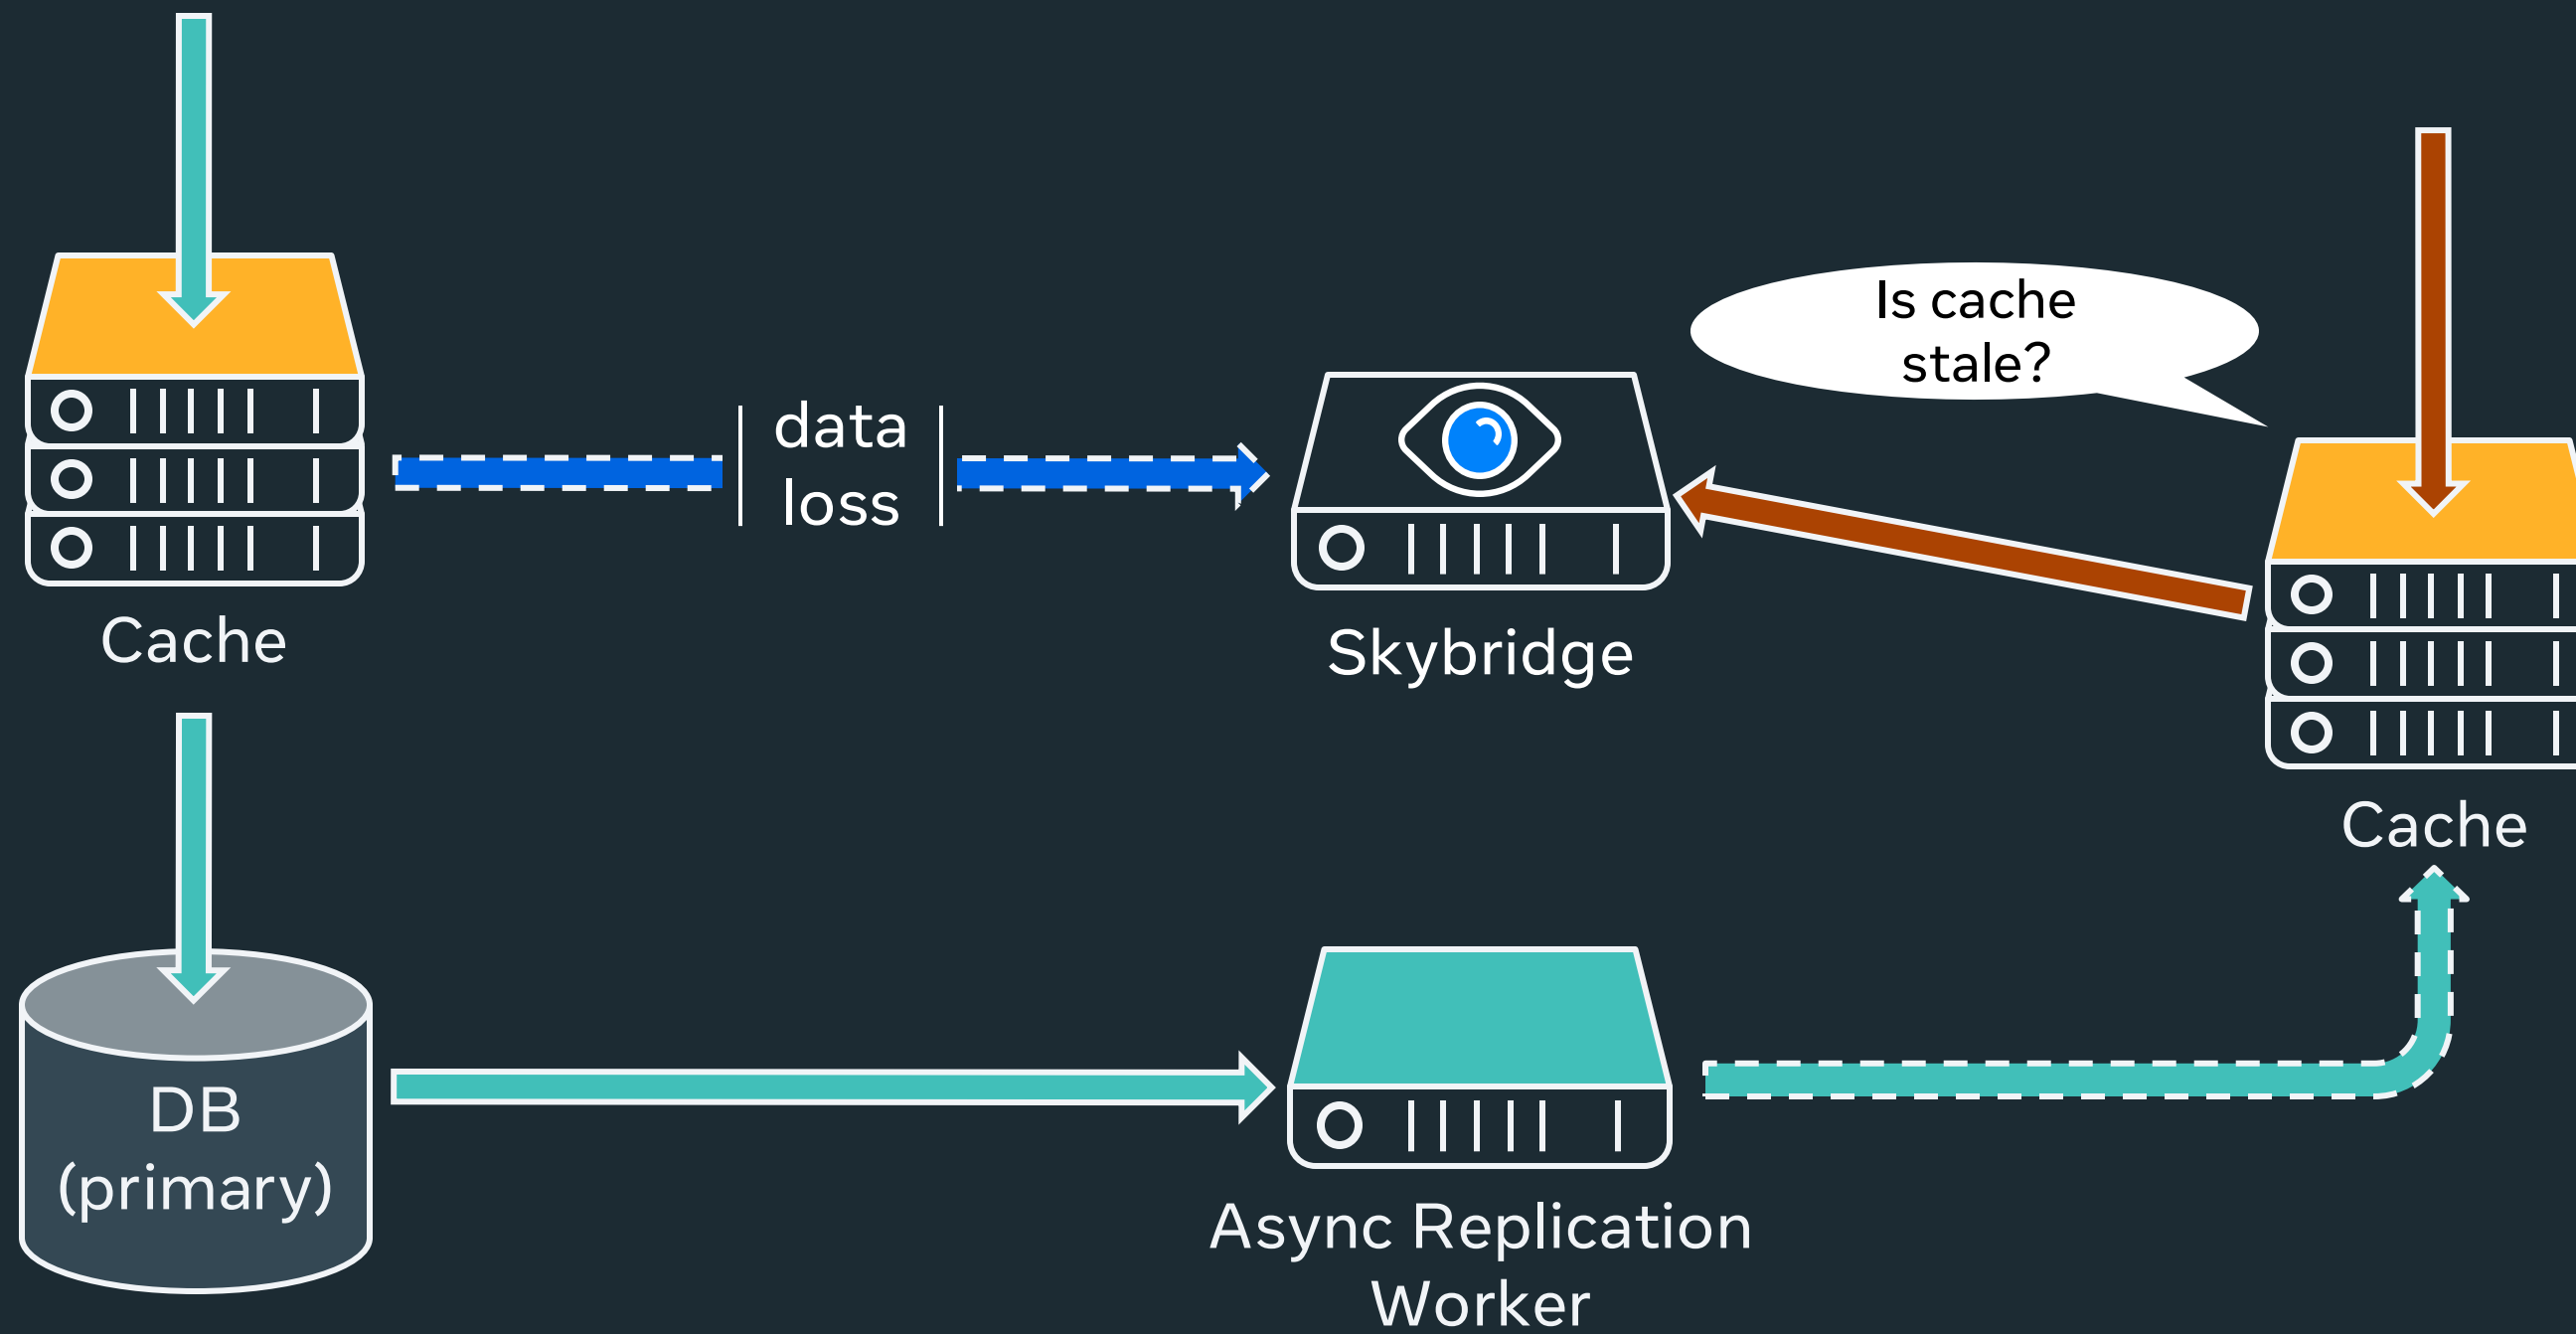 Is cache
stale?
data
loss
Cache
Skybridge
Cache
DB
(primary)
Async Replication
Worker